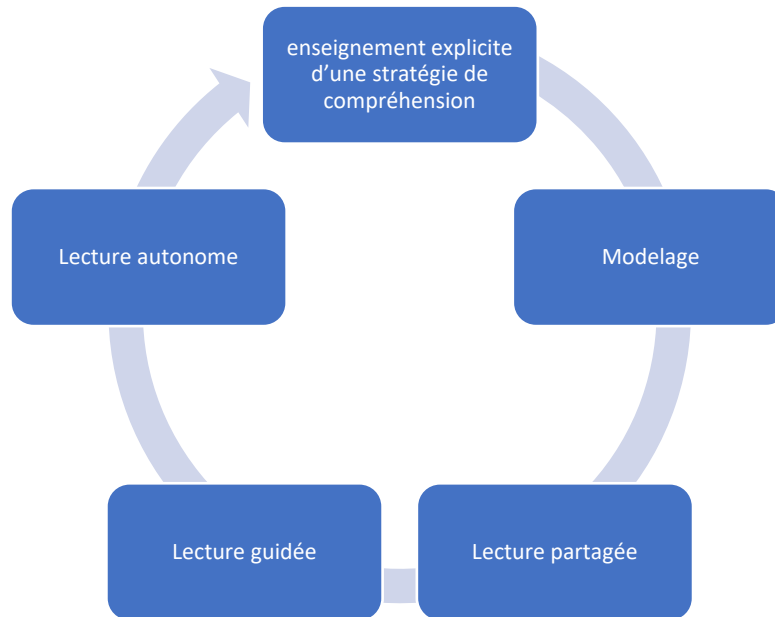 enseignement explicite
d’une stratégie de
compréhension
Modelage
Lecture partagée
Lecture guidée
Lecture autonome